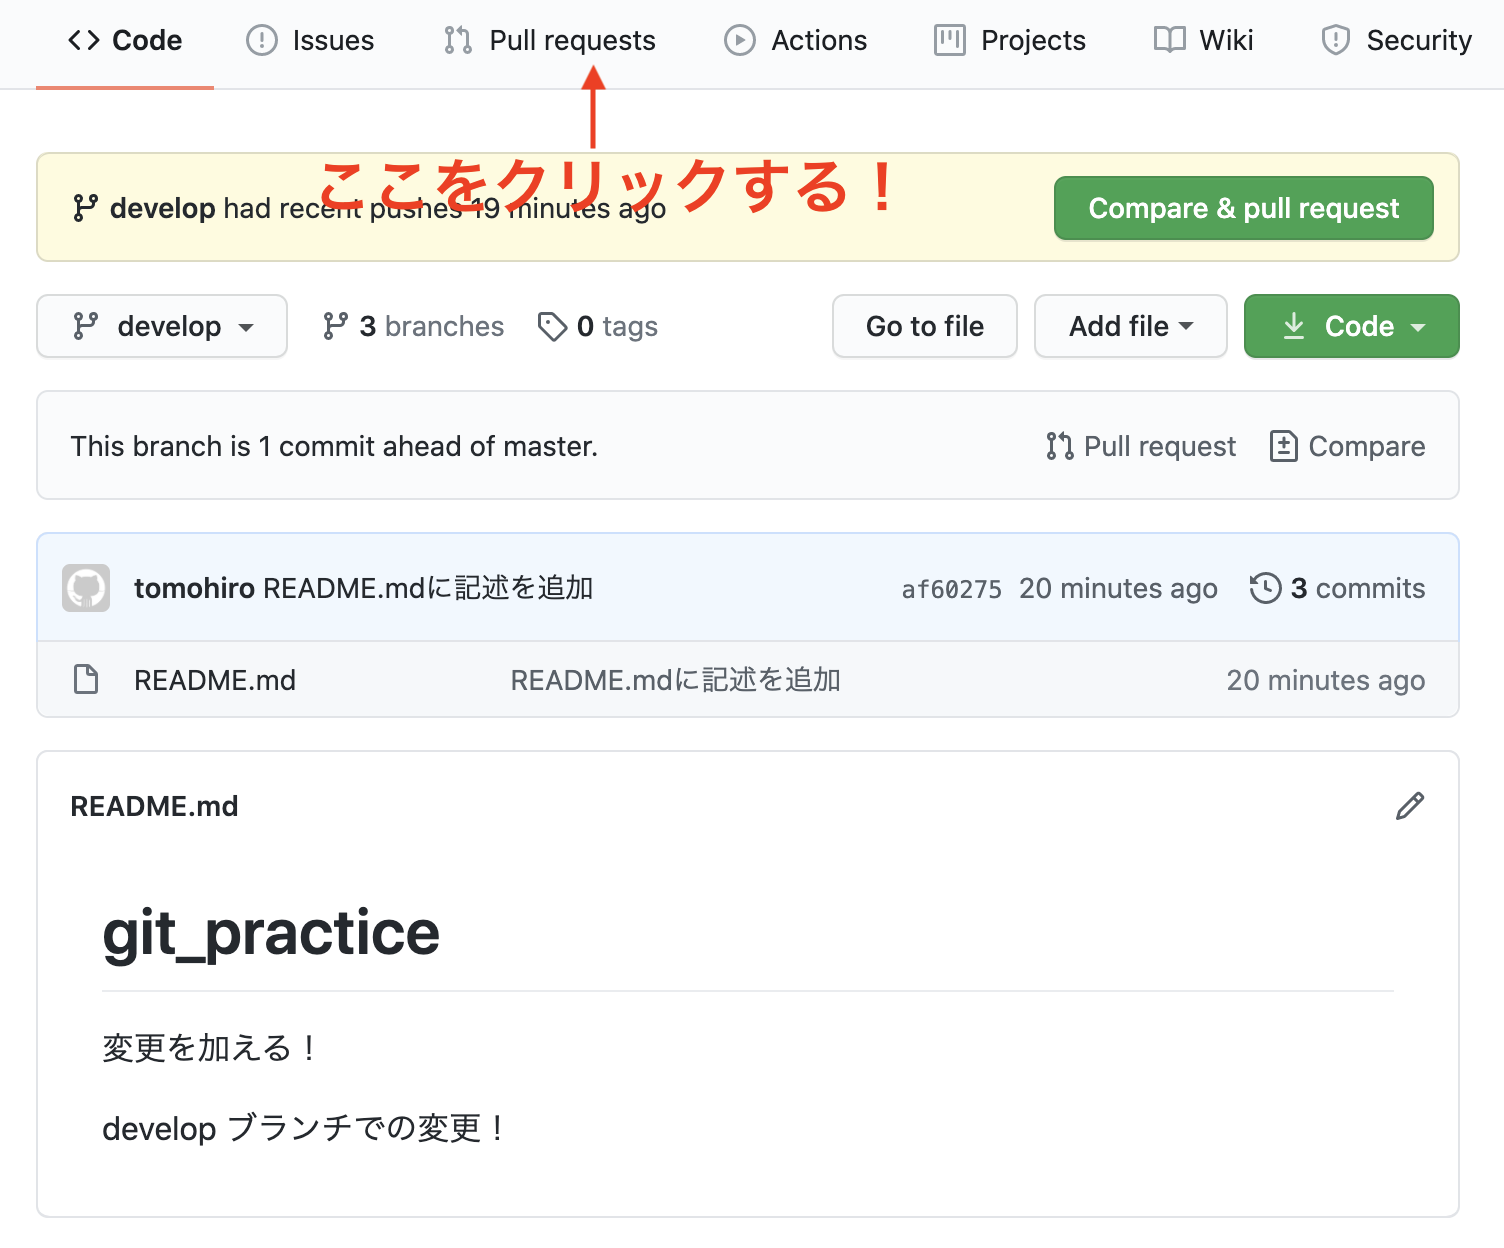 Code Issues Pull requests Actions Projects Wiki Security
ここをクリックする！
develop had recent pushes 19 minutes ago Compare & pull request
develop 3 branches 0 tags Go to file Add file Code
This branch is 1 commit ahead of master. Pull request Compare
tomohiro README.mdに記述を追加 af60275 20 minutes ago 3 commits
README.md README.mdに記述を追加 20 minutes ago
README.md
git_practice
変更を加える！
develop ブランチでの変更！